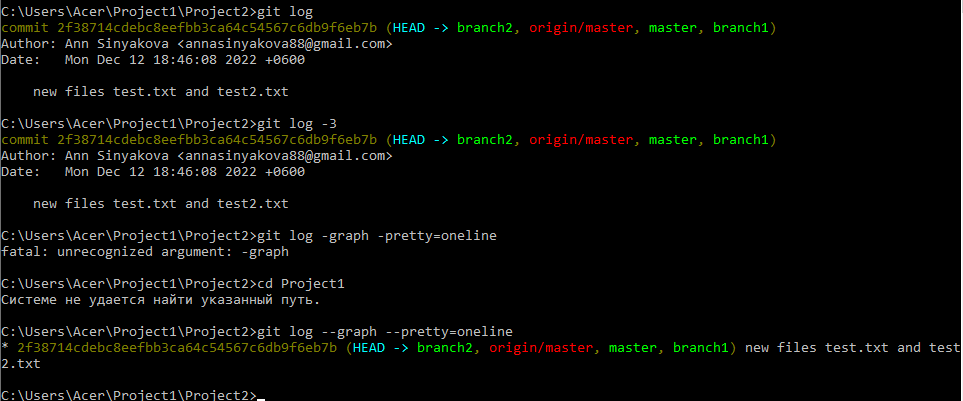 C:\Users\Acer\Project1\Project2>git log
commit 2f38714cdebc8eefbb3ca64c54567c6db9f6eb7b (HEAD -> branch2, origin/master, master, branch1)
Author: Ann Sinyakova <annasinyakova88@gmail.com>
Date:   Mon Dec 12 18:46:08 2022 +0600
    new files test.txt and test2.txt
C:\Users\Acer\Project1\Project2>git log -3
commit 2f38714cdebc8eefbb3ca64c54567c6db9f6eb7b (HEAD -> branch2, origin/master, master, branch1)
Author: Ann Sinyakova <annasinyakova88@gmail.com>
Date:   Mon Dec 12 18:46:08 2022 +0600
    new files test.txt and test2.txt
C:\Users\Acer\Project1\Project2>git log -graph -pretty=oneline
fatal: unrecognized argument: -graph
C:\Users\Acer\Project1\Project2>cd Project1
Системе не удается найти указанный путь.
C:\Users\Acer\Project1\Project2>git log --graph --pretty=oneline
* 2f38714cdebc8eefbb3ca64c54567c6db9f6eb7b (HEAD -> branch2, origin/master, master, branch1) new files test.txt and test
2.txt
C:\Users\Acer\Project1\Project2>